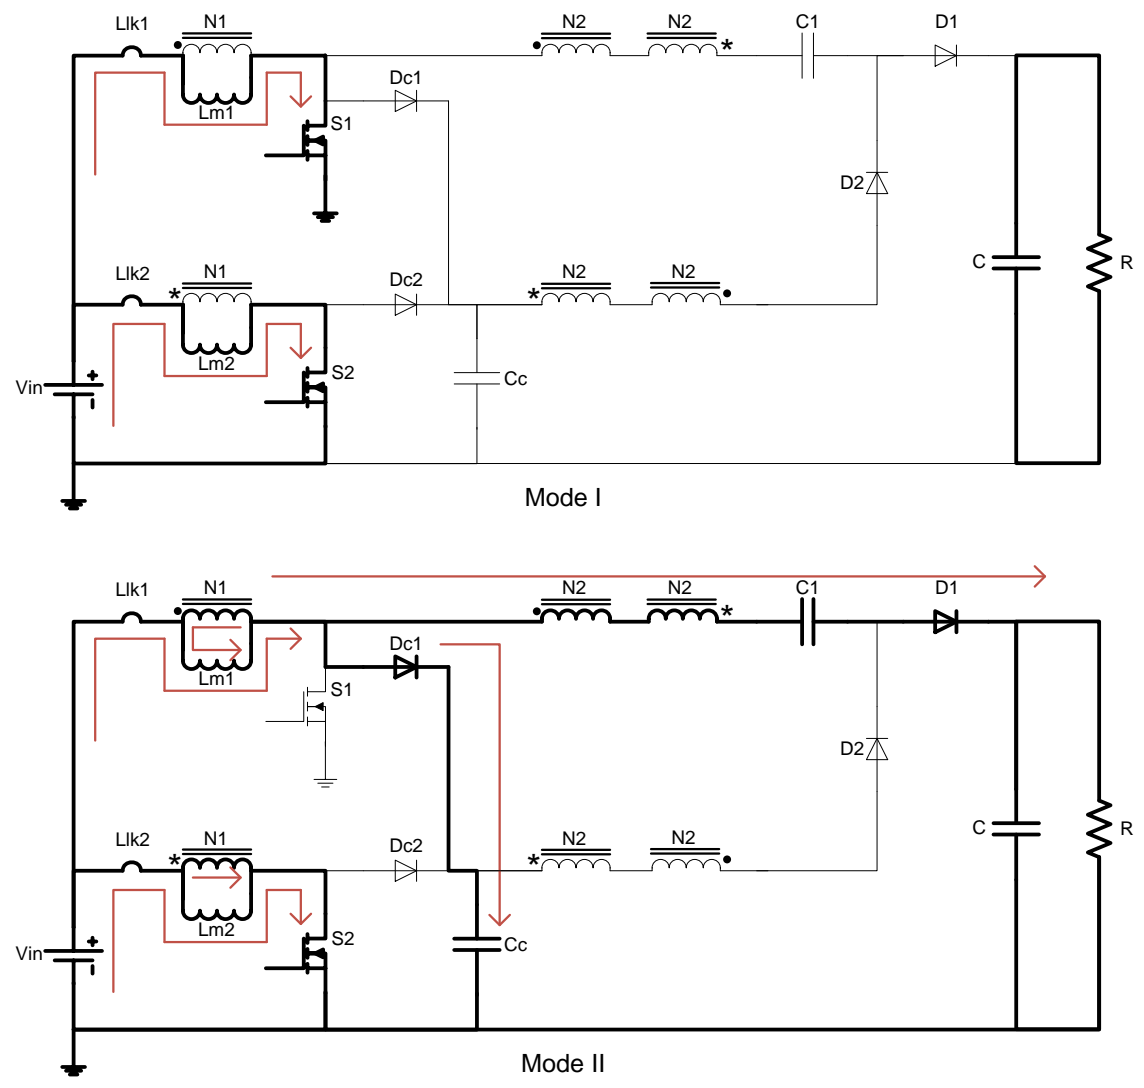 Llk1 N1 N2 N2 C1 D1
Dc1
Lm1
S1
D2
Llk2 N1 Dc2 N2 N2
C R
Lm2
Vin + S2 Cc
Mode I
Llk1 N1 N2 N2 C1 D1
Dc1
Lm1
S1
D2
Llk2 N1 Dc2 N2 N2
C R
Lm2
Vin + S2 Cc
Mode II